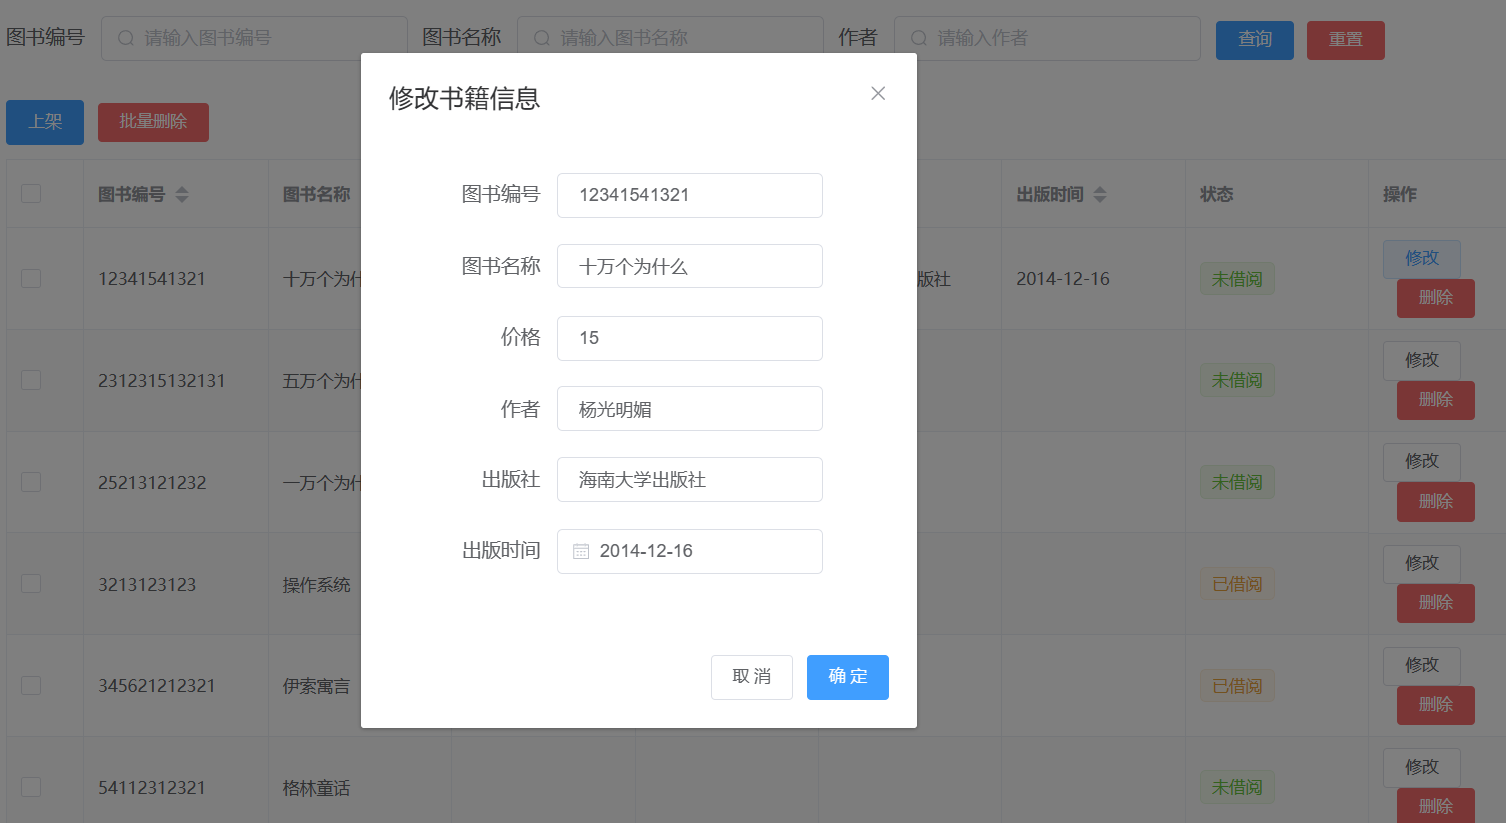 图书编号 请输入图书编号 图书名称 请输入图书名称 作者 请输入作者 查询 重置
修改书籍信息
上架 批量删除
图书编号 图书名称 出版时间 状态 操作
图书编号 12341541321
图书名称 十万个为什么
价格 15
作者 杨光明媚
出版社 海南大学出版社
出版时间 2014-12-16
取 消 确 定
12341541321 十万个为什 版社 2014-12-16 未借阅 修改
删除
2312315132131 五万个为什 未借阅 修改
删除
25213121232 一万个为什 未借阅 修改
删除
3213123123 操作系统 已借阅 修改
删除
345621212321 伊索寓言 已借阅 修改
删除
54112312321 格林童话 未借阅 修改
删除